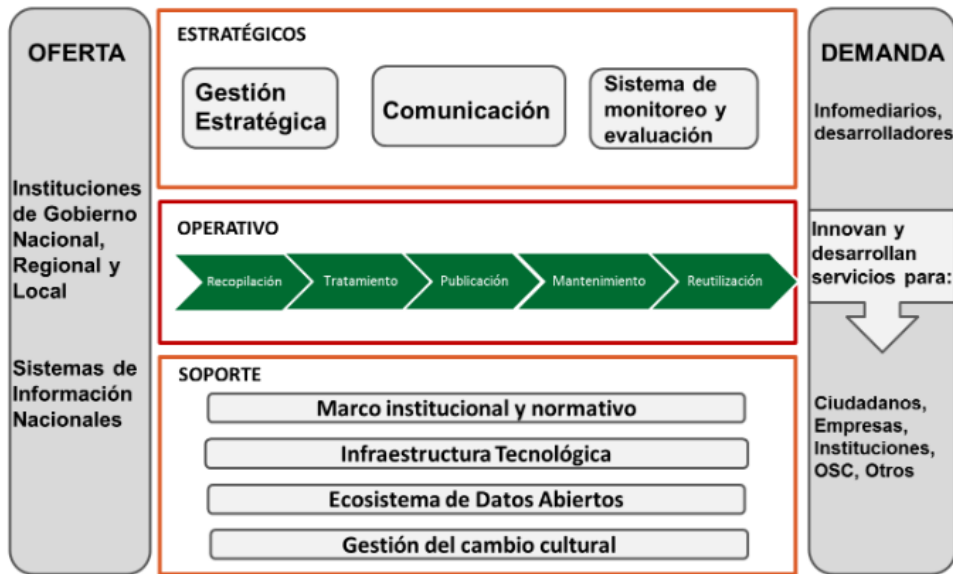 OFERTA
Instituciones
de Gobierno
Nacional,
Regional y
Local
Sistemas de
Información
Nacionales
ESTRATÉGICOS
Gestión
Estratégica
Comunicación
Sistema de
monitoreo y
evaluación
OPERATIVO
Recopilación
Tratamiento
Publicación
Mantenimiento
Reutilización
SOPORTE
Marco institucional y normativo
Infraestructura Tecnológica
Ecosistema de Datos Abiertos
Gestión del cambio cultural
DEMANDA
Infomediarios,
desarrolladores
Innovan y
desarrollan
servicios para:
Ciudadanos,
Empresas,
Instituciones,
OSC, Otros